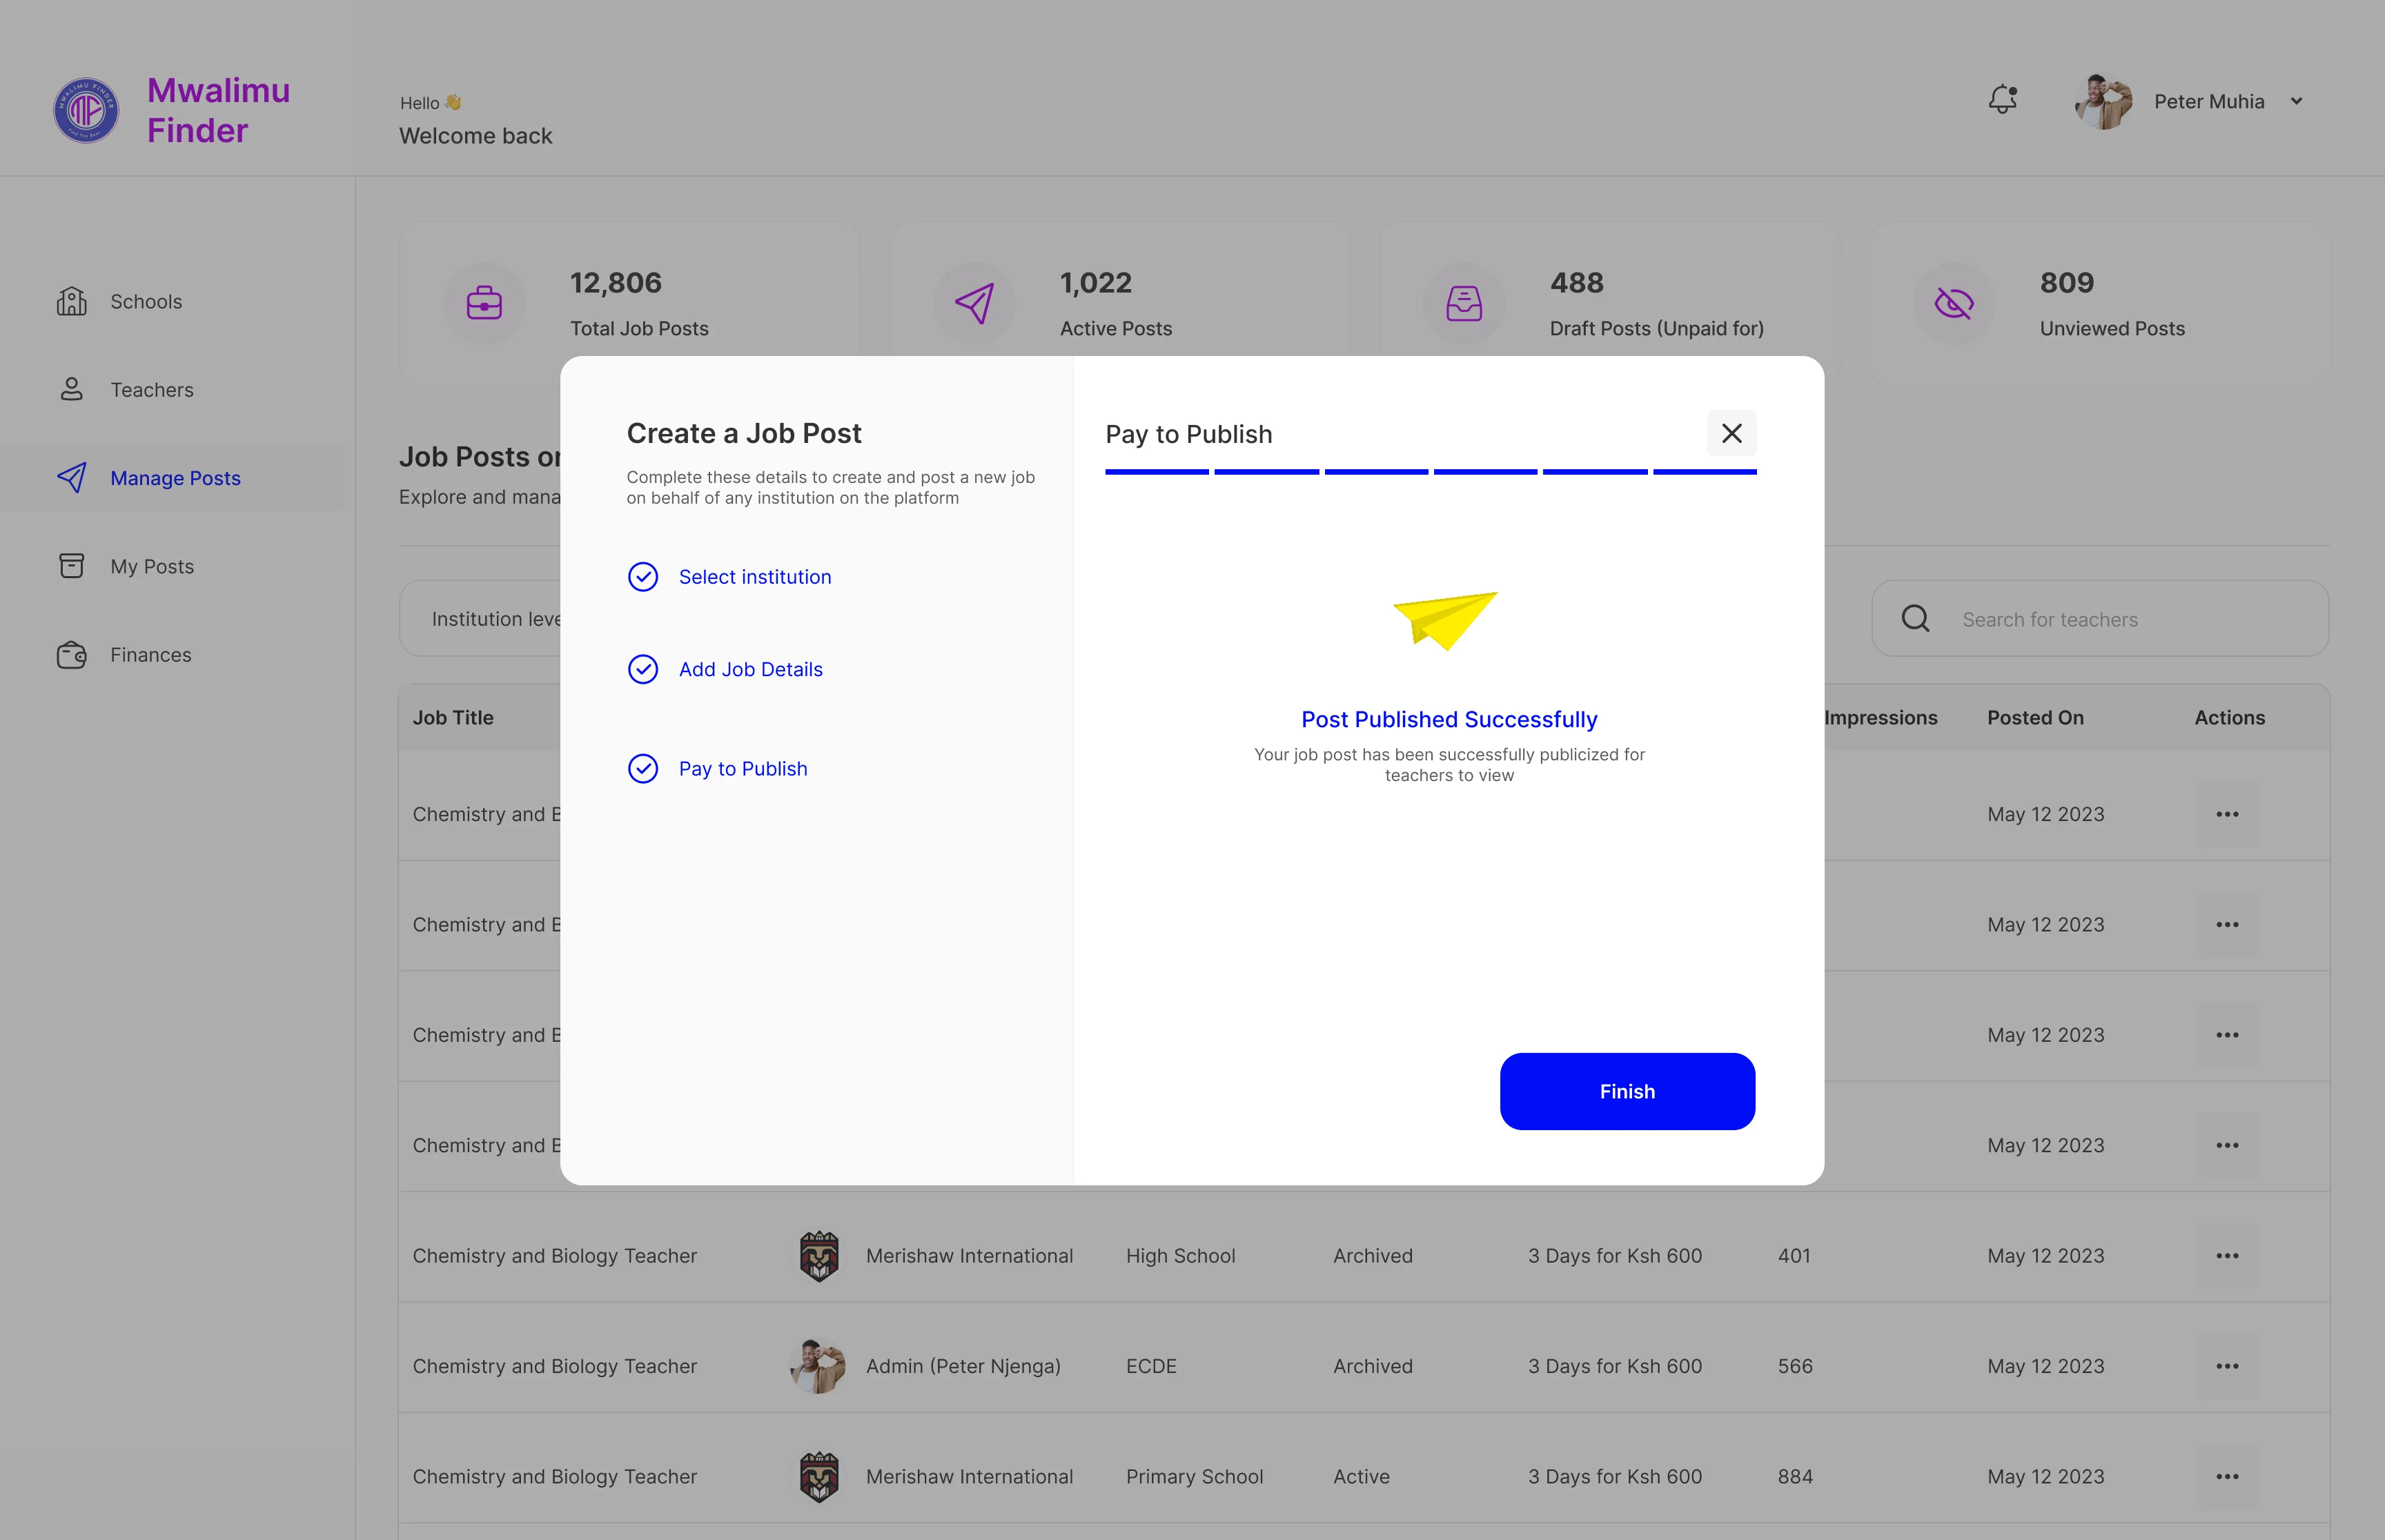 Mwalimu
Finder
Hello 👋
Welcome back
Peter Muhia
Schools
Teachers
Manage Posts
My Posts
Finances
12,806
Total Job Posts
1,022
Active Posts
488
Draft Posts (Unpaid for)
809
Unviewed Posts
Job Posts
Explore and
Institution
Search for teachers
Create a Job Post
Complete these details to create and post a new job
on behalf of any institution on the platform
Select institution
Add Job Details
Pay to Publish
Pay to Publish
Post Published Successfully
Your job post has been successfully publicized for
teachers to view
Finish
Job Title Impressions Posted On Actions
Chemistry and May 12 2023
Chemistry and May 12 2023
Chemistry and May 12 2023
Chemistry and May 12 2023
Chemistry and Biology Teacher Merishaw International High School Archived 3 Days for Ksh 600 401 May 12 2023
Chemistry and Biology Teacher Admin (Peter Njenga) ECDE Archived 3 Days for Ksh 600 566 May 12 2023
Chemistry and Biology Teacher Merishaw International Primary School Active 3 Days for Ksh 600 884 May 12 2023